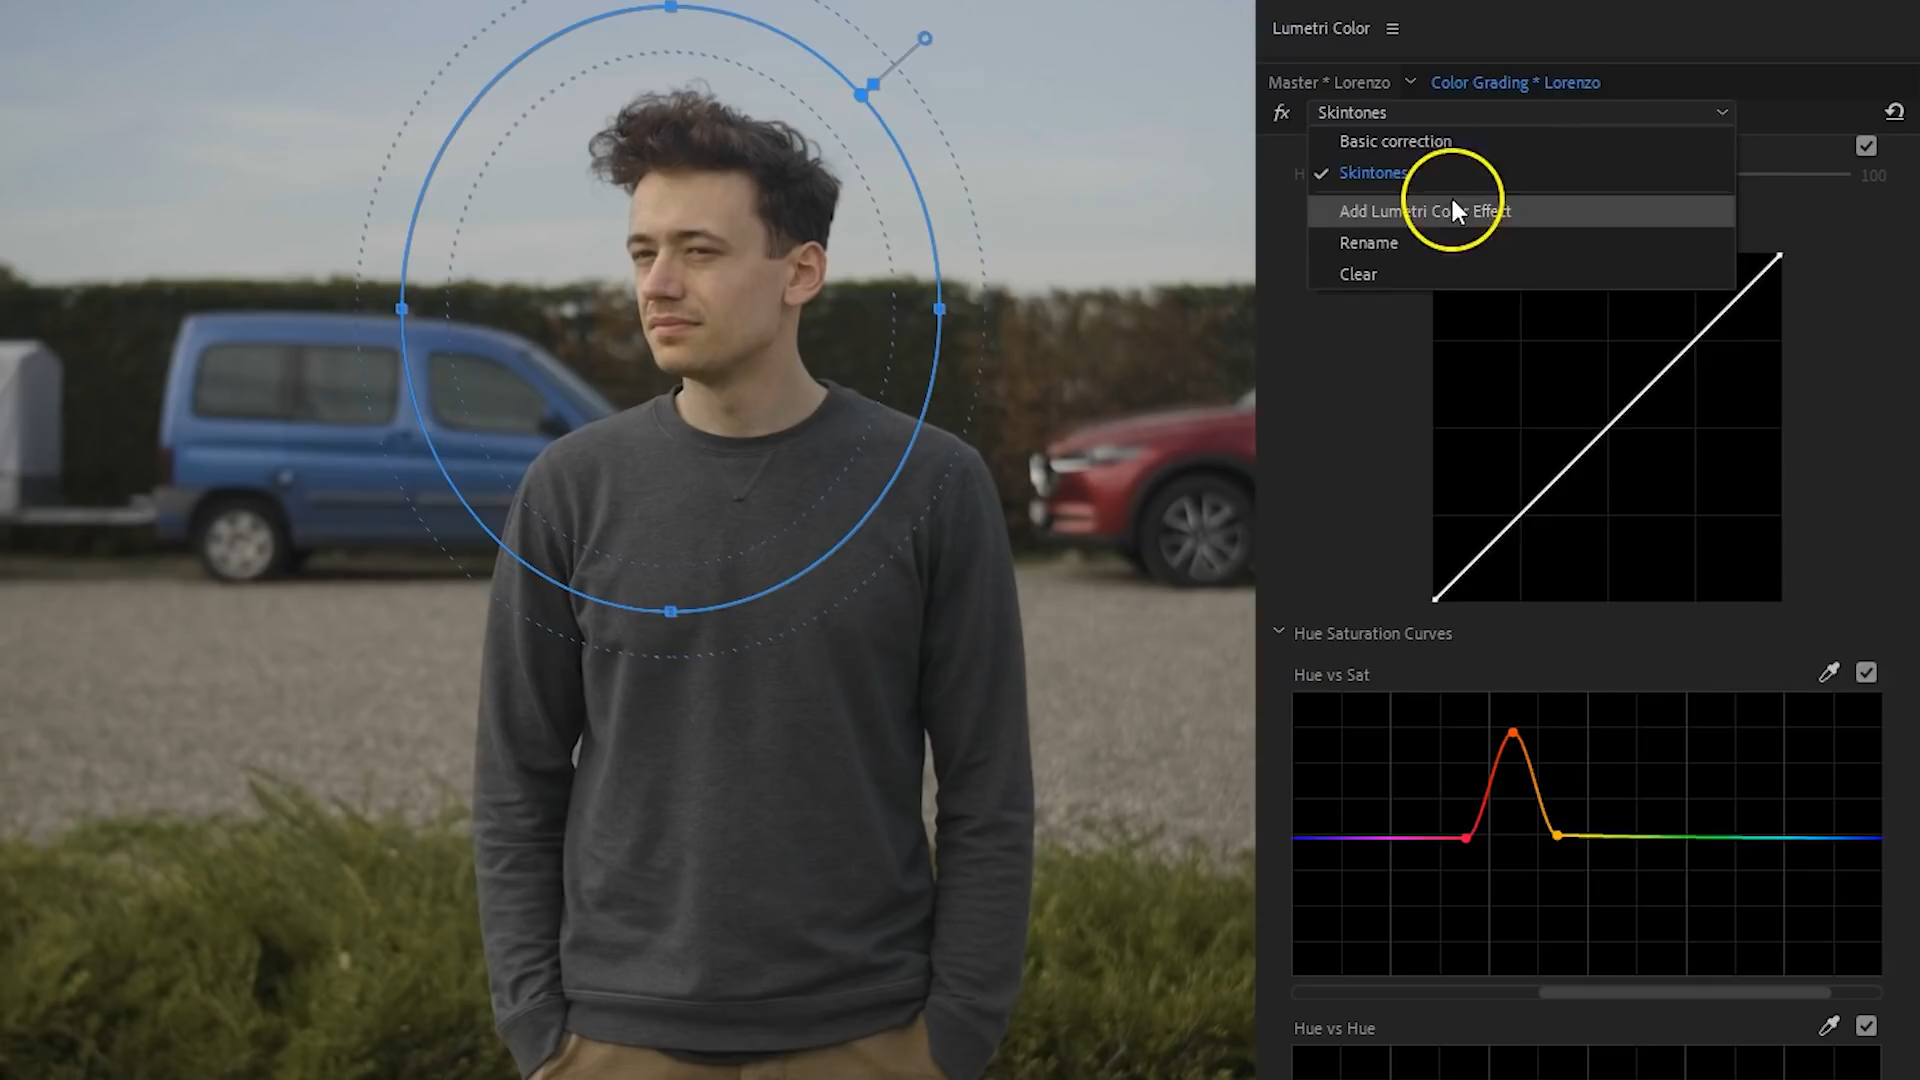 Lumetri Color
Master * Lorenzo Color Grading * Lorenzo
fx Skintones
Basic correction
H Skintones 100
Add Lumetri Color Effect
Rename
Clear
Hue Saturation Curves
Hue vs Sat
Hue vs Hue